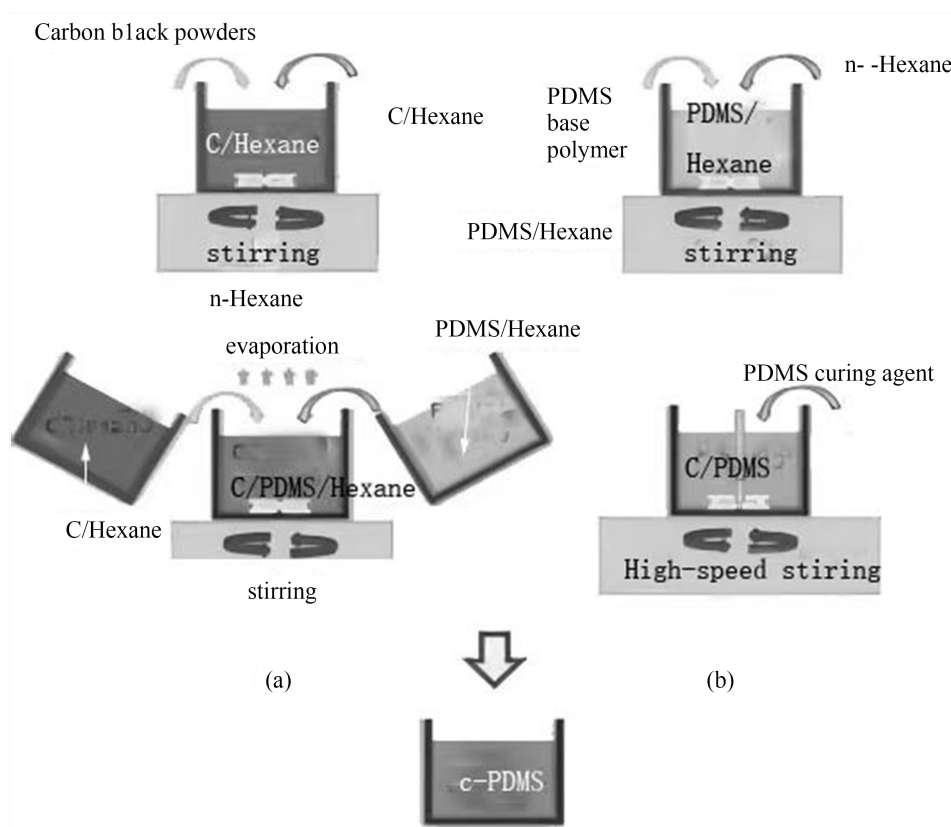 Carbon b1ack powders
n- -Hexane
C/Hexane
PDMS
base
polymer
C/Hexane
PDMS/
Hexane
PDMS/Hexane
stirring
stirring
n-Hexane
PDMS/Hexane
evaporation
PDMS curing agent
C/PDMS/Hexane
C/PDMS
C/Hexane
High-speed stiring
stirring
(a)
(b)
c-PDMS